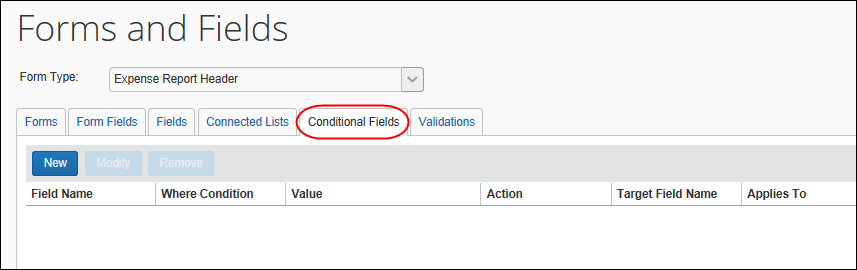 Forms and Fields
Form Type: Expense Report Header
Forms Form Fields Fields Connected Lists Conditional Fields Validations
New Modify Remove
Field Name Where Condition Value Action Target Field Name Applies To